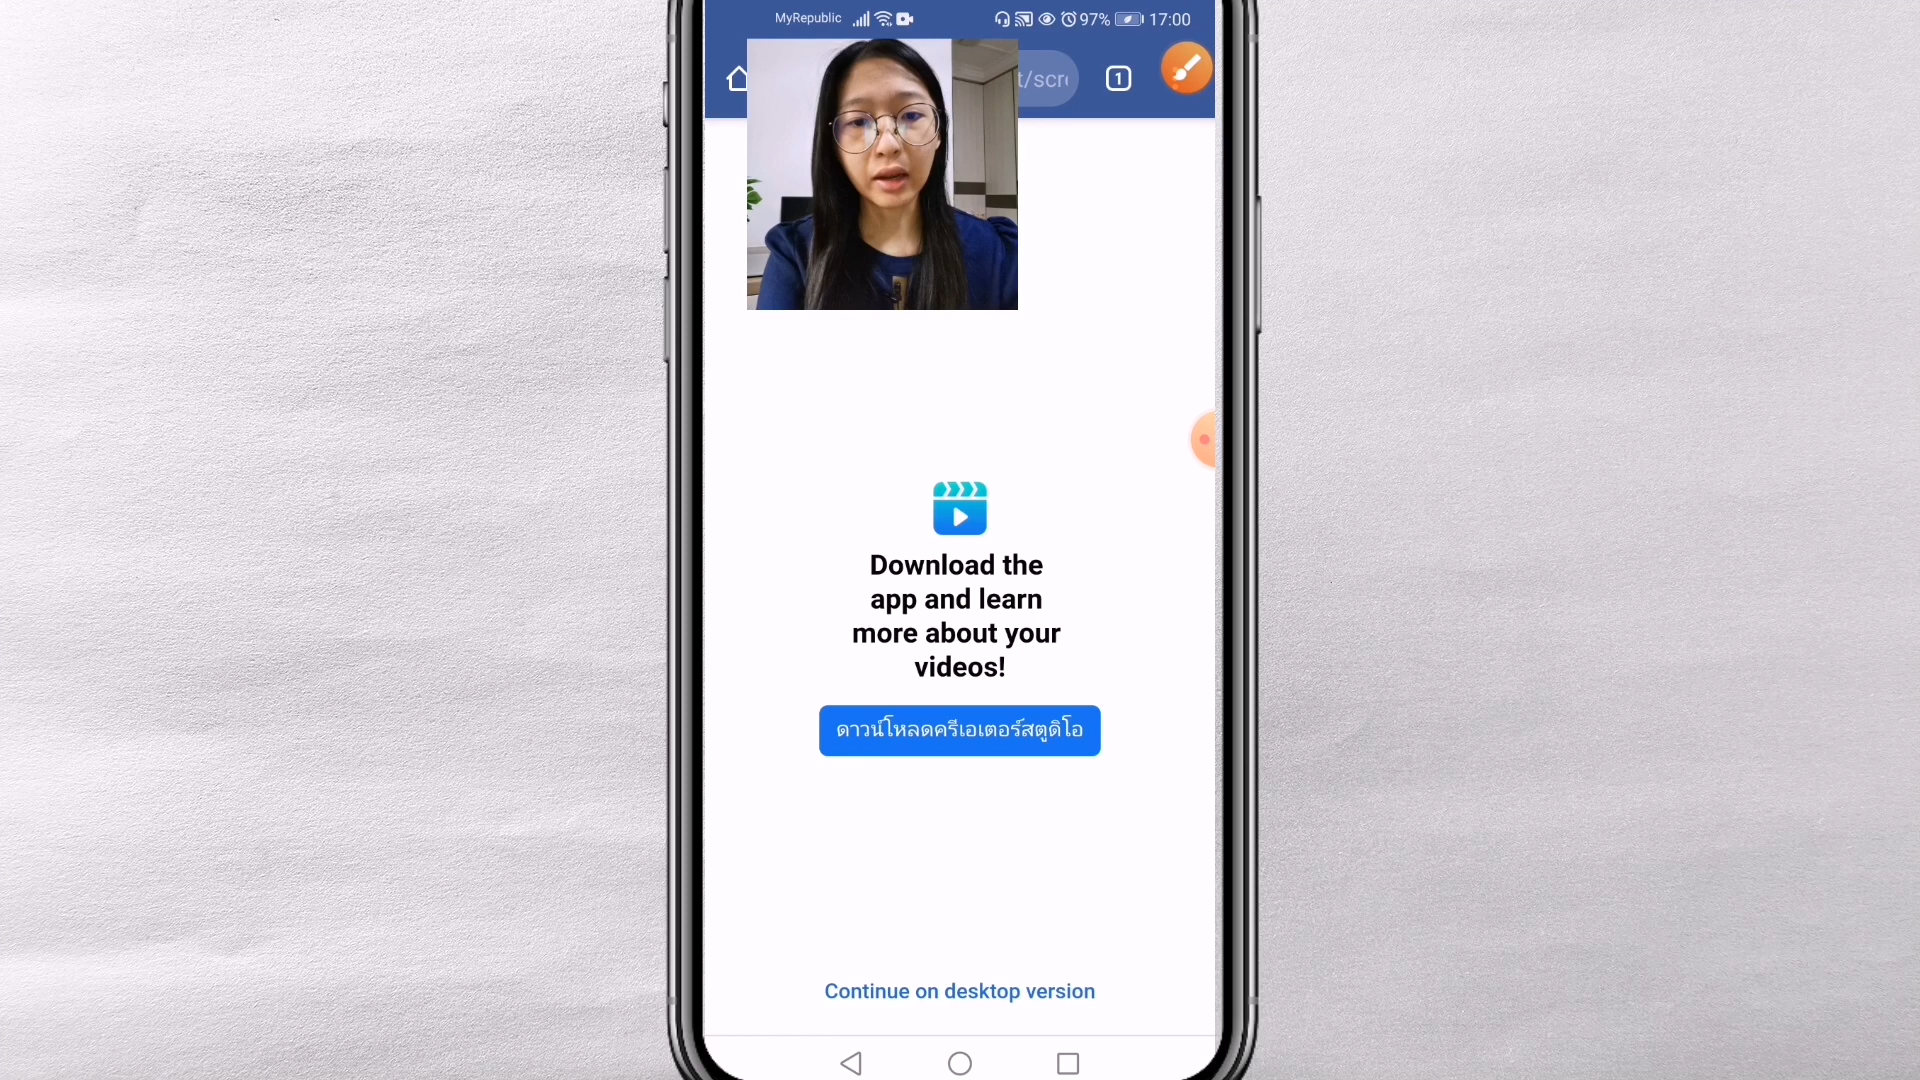 MyRepublic
97%
17:00
t/scr
1
Download the
app and learn
more about your
videos!
ดาวน์โหลดครีเอเตอร์สตูดิโอ
Continue on desktop version